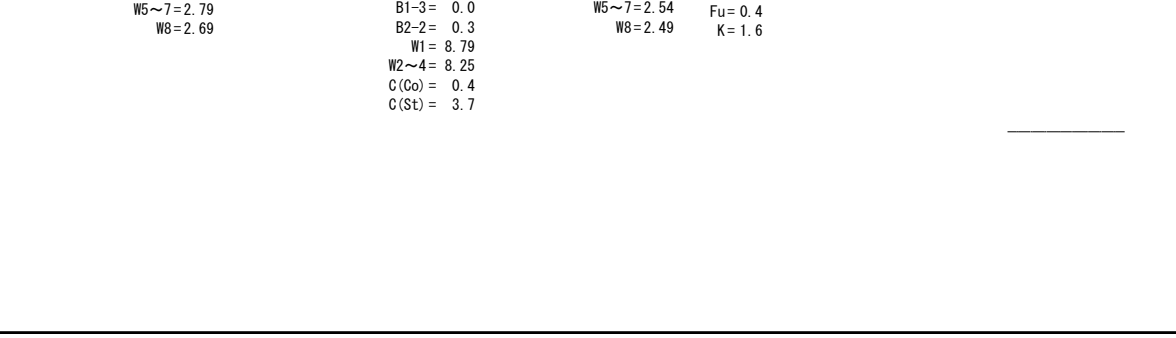 W5～7=2.79
W8=2.69
B1-3= 0.0
B2-2= 0.3
W1= 8.79
W2～4= 8.25
C(Co)= 0.4
C(St)= 3.7
W5～7=2.54
W8=2.49
Fu= 0.4
K= 1.6